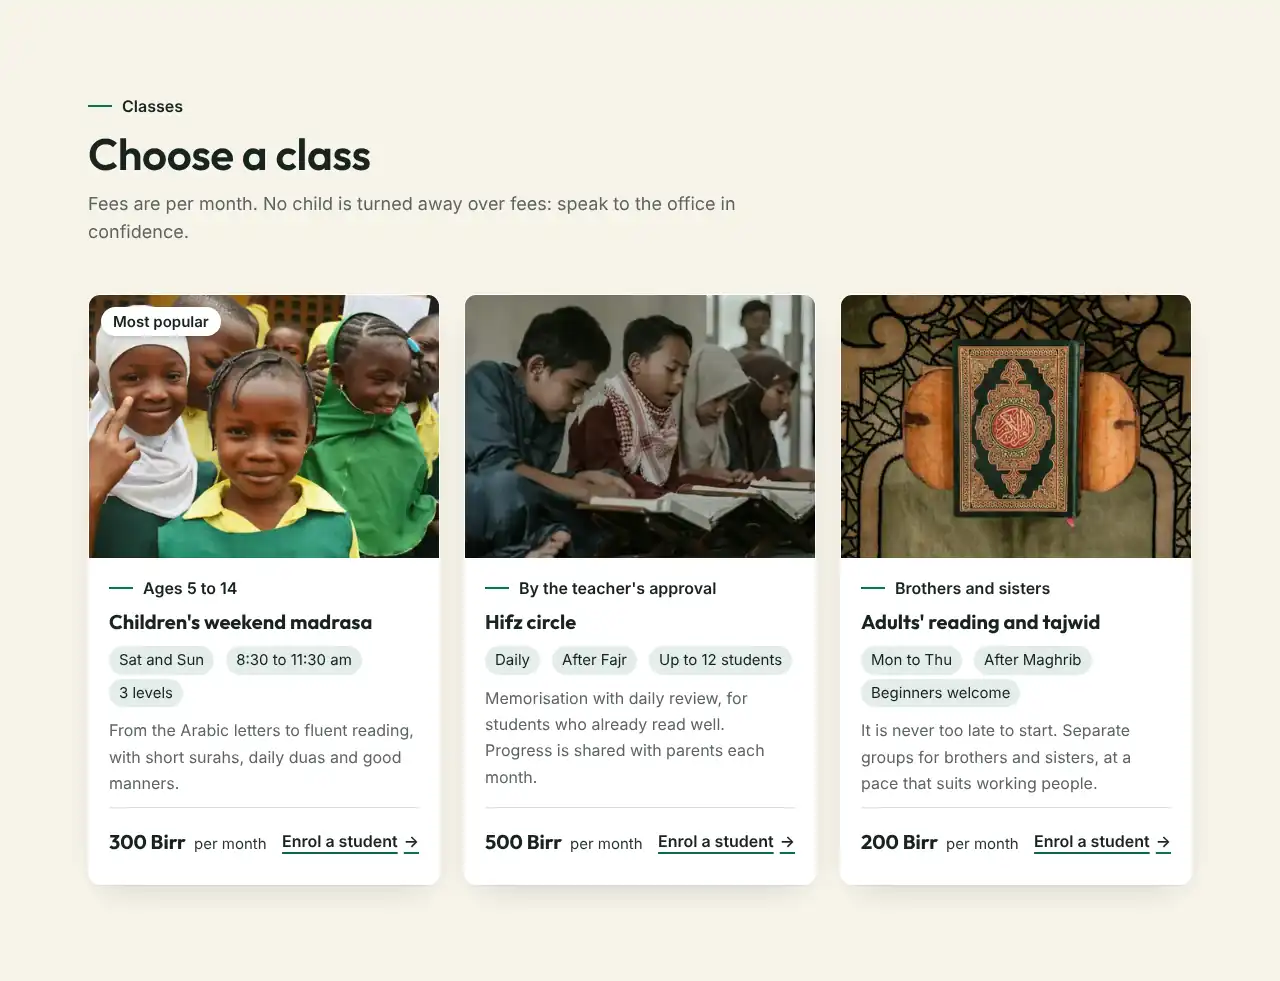 Classes
Choose a class
Fees are per month. No child is turned away over fees: speak to the office in
confidence.
Most popular
Ages 5 to 14
Children's weekend madrasa
Sat and Sun
8:30 to 11:30 am
3 levels
From the Arabic letters to fluent reading,
with short surahs, daily duas and good
manners.
300 Birr per month
Enrol a student →
By the teacher's approval
Hifz circle
Daily
After Fajr
Up to 12 students
Memorisation with daily review, for
students who already read well.
Progress is shared with parents each
month.
500 Birr per month
Enrol a student →
Brothers and sisters
Adults' reading and tajwid
Mon to Thu
After Maghrib
Beginners welcome
It is never too late to start. Separate
groups for brothers and sisters, at a
pace that suits working people.
200 Birr per month
Enrol a student →